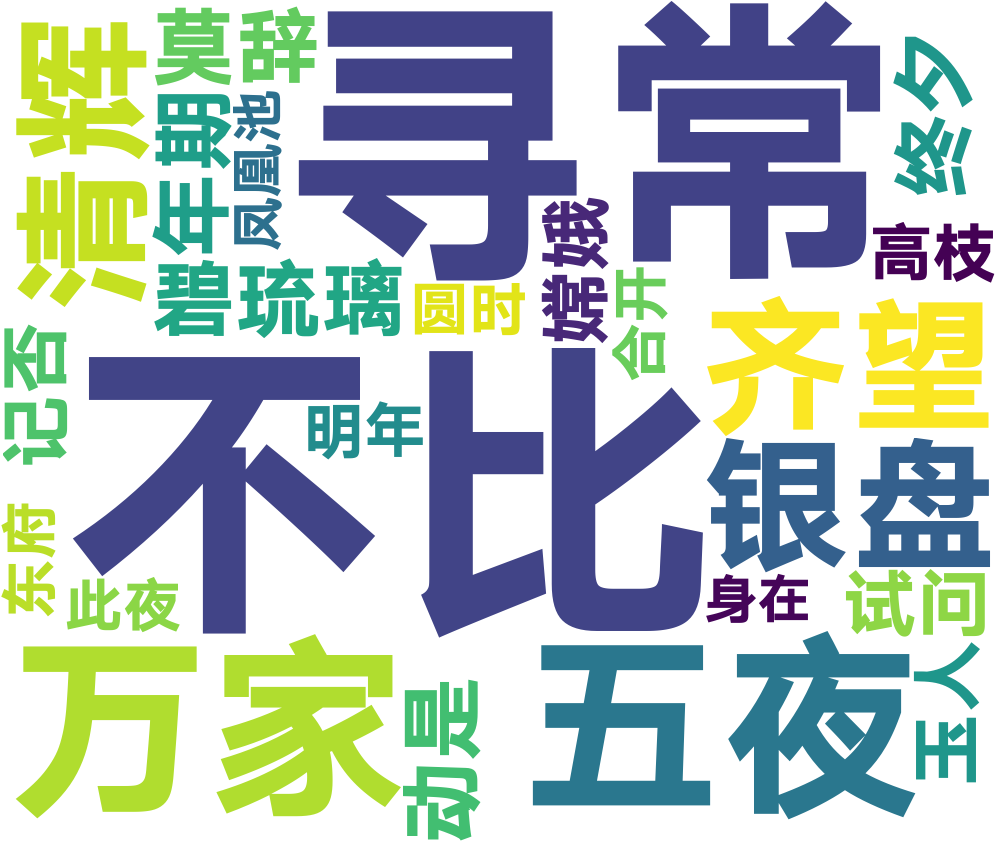 寻常
不比
万家
五夜
清辉
齐望
银盘
莫辞
年期
凤凰池
终夕
高枝
嫦娥
碧琉璃
圆时
合开
记否
明年
东府
此夜
身在
试问
动是
玉人